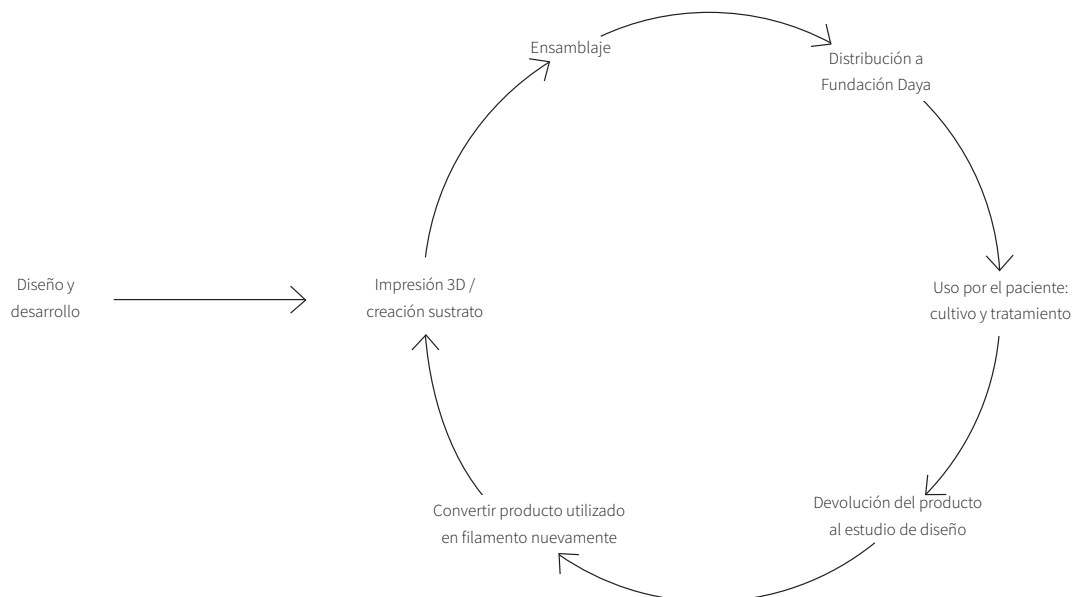 Ensamblaje
Distribución a
Fundación Daya
Diseño y
desarrollo
Impresión 3D /
creación sustrato
Uso por el paciente:
cultivo y tratamiento
Convertir producto utilizado
en filamento nuevamente
Devolución del producto
al estudio de diseño